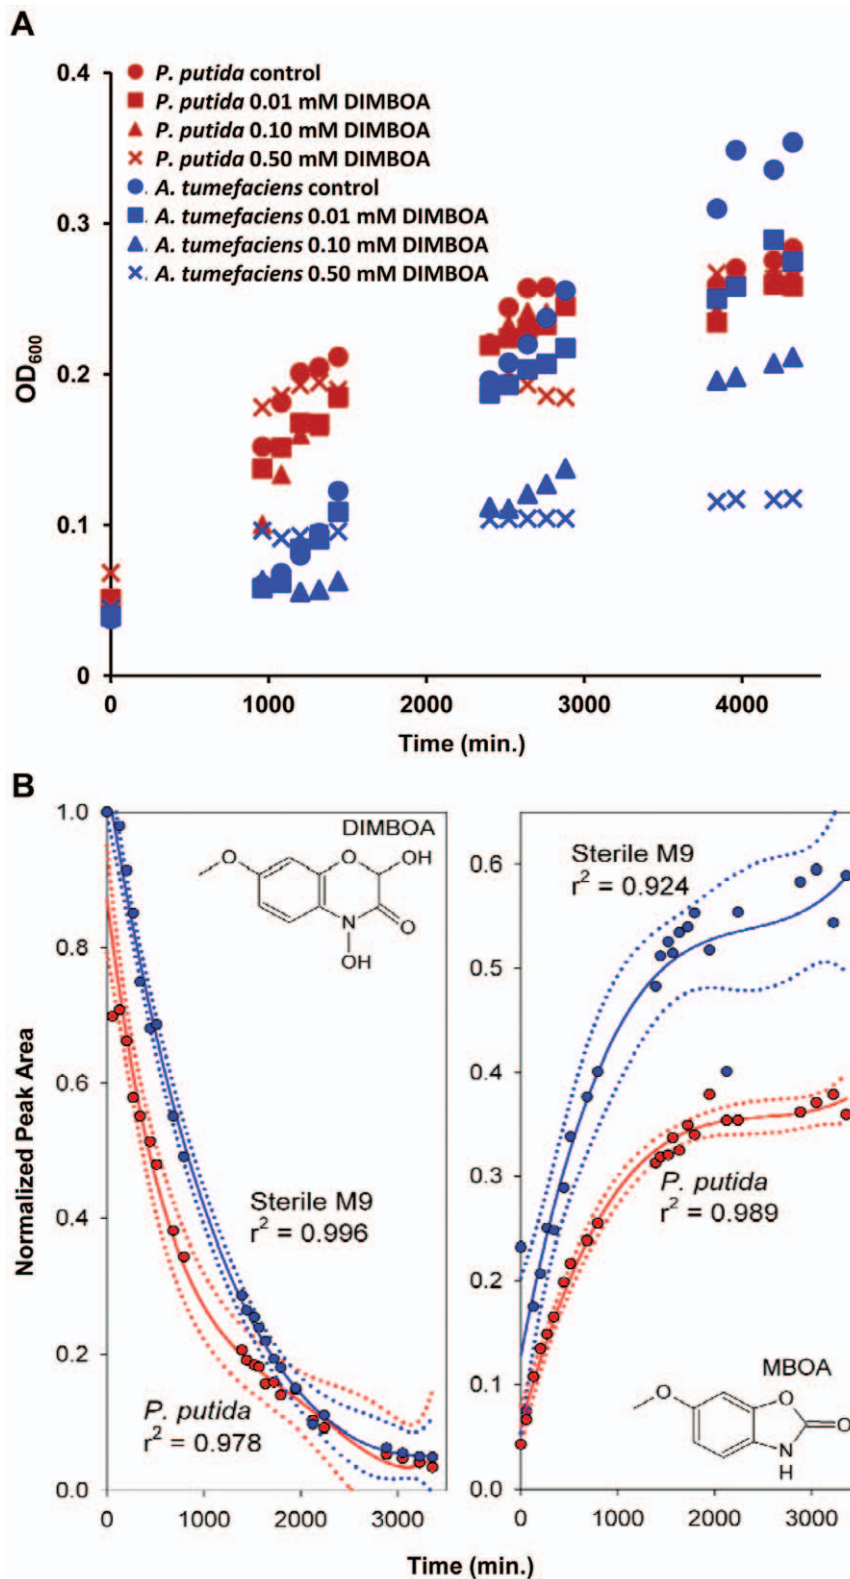 A
0.4
0.3
0.2
0.1
0
OD600
P. putida control
P. putida 0.01 mM DIMBOA
P. putida 0.10 mM DIMBOA
P. putida 0.50 mM DIMBOA
A. tumefaciens control
A. tumefaciens 0.01 mM DIMBOA
A. tumefaciens 0.10 mM DIMBOA
A. tumefaciens 0.50 mM DIMBOA
0 1000 2000 3000 4000
Time (min.)
B
Normalized Peak Area
1.0
0.8
0.6
0.4
0.2
0.0
DIMBOA
O
O
OH
N
O
OH
Sterile M9
r² = 0.996
P. putida
r² = 0.978
0 1000 2000 3000
0.6
0.5
0.4
0.3
0.2
0.1
0.0
Sterile M9
r² = 0.924
P. putida
r² = 0.989
MBOA
O
O
O
N
H
0 1000 2000 3000
Time (min.)